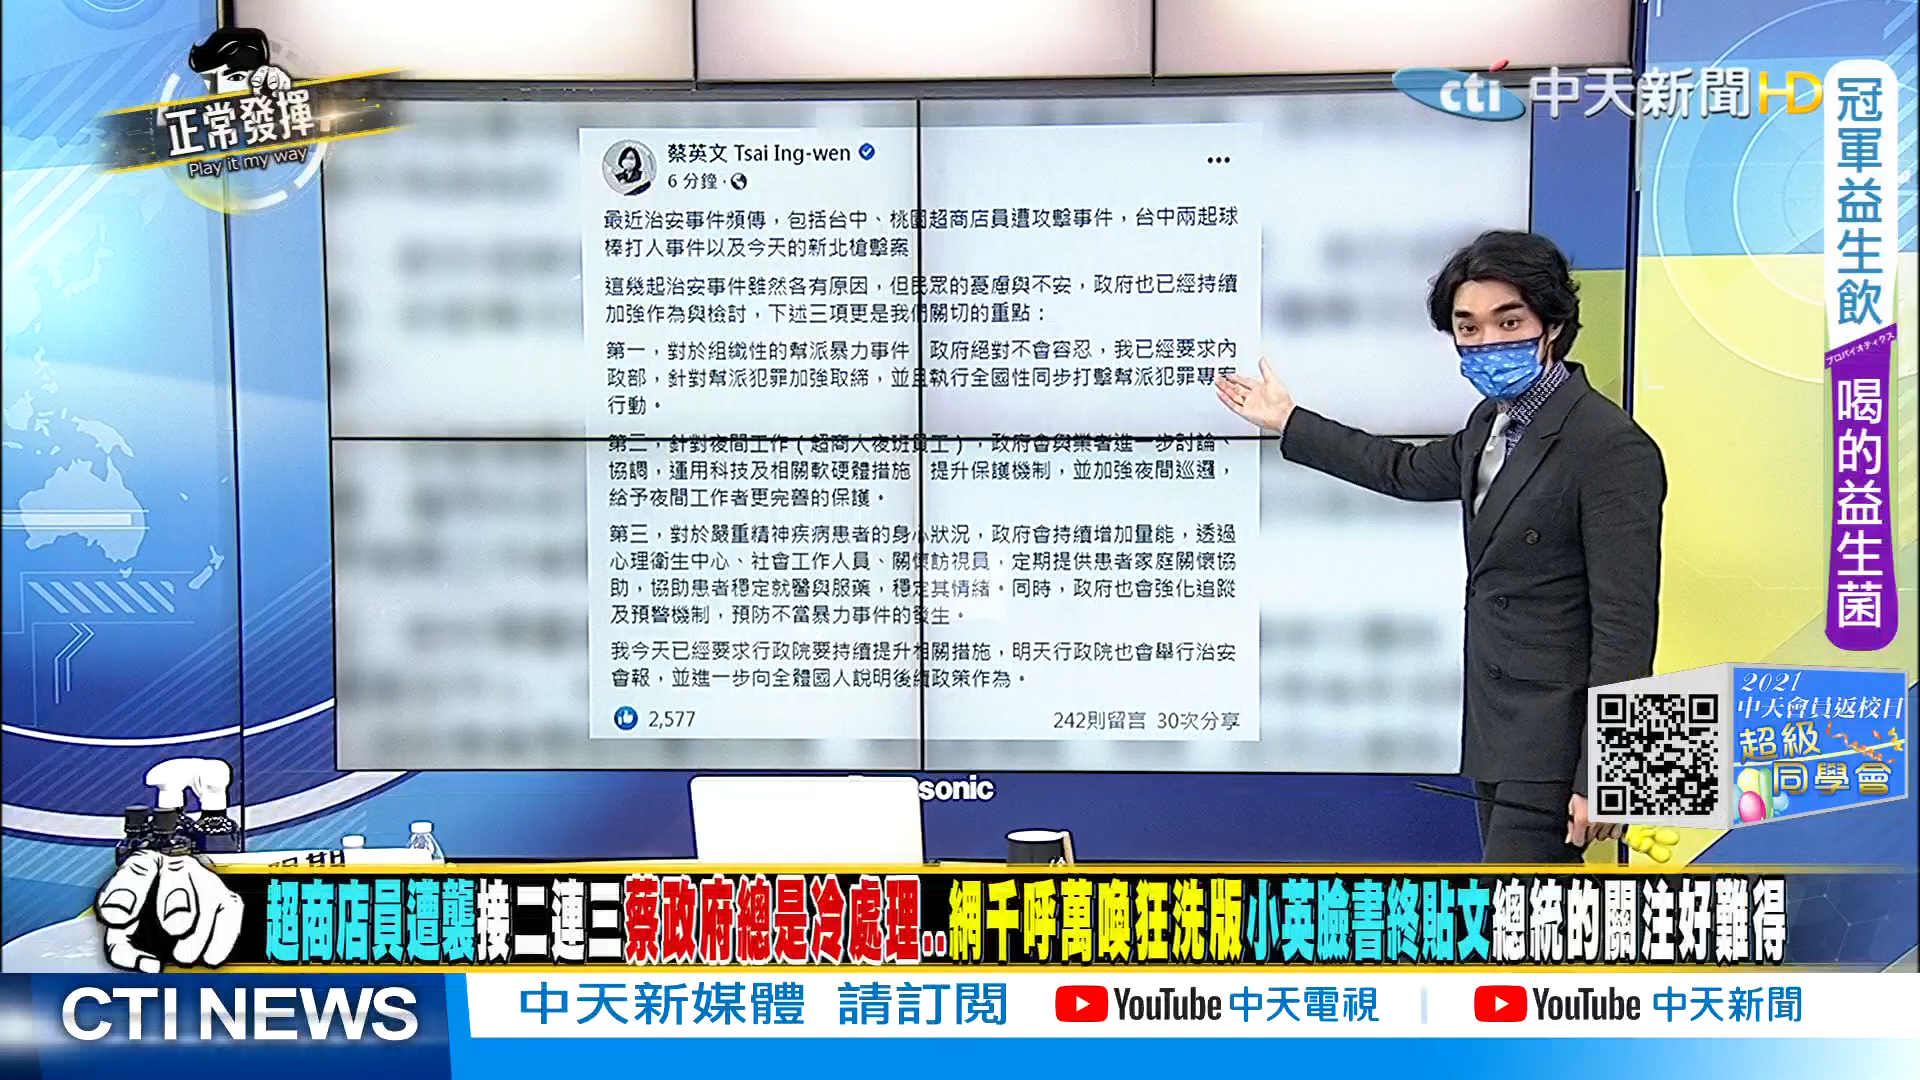 正常發揮
Play it my way
cti 中天新聞HD
冠軍益生飲
プロバイオティクス
喝的益生菌
蔡英文 Tsai Ing-wen
6 分鐘 ·
最近治安事件頻傳，包括台中、桃園超商店員遭攻擊事件，台中兩起球
棒打人事件以及今天的新北槍擊案
這幾起治安事件雖然各有原因，但民眾的憂慮與不安，政府也已經持續
加強作為與檢討，下述三項更是我們關切的重點：
第一，對於組織性的幫派暴力事件，政府絕對不會容忍，我已經要求內
政部，針對幫派犯罪加強取締，並且執行全國性同步打擊幫派犯罪專案
行動。
第二，針對夜間工作（超商大夜班員工），政府會與業者進一步討論、
協調，運用科技及相關軟硬體措施，提升保護機制，並加強夜間巡邏，
給予夜間工作者更完善的保護。
第三，對於嚴重精神疾病患者的身心狀況，政府會持續增加量能，透過
心理衛生中心、社會工作人員、關懷訪視員，定期提供患者家庭關懷協
助，協助患者穩定就醫與服藥，穩定其情緒。同時，政府也會強化追蹤
及預警機制，預防不當暴力事件的發生。
我今天已經要求行政院要持續提升相關措施，明天行政院也會舉行治安
會報，並進一步向全體國人說明後續政策作為。
2,577
242則留言 30次分享
2021
中天會員返校日
超級
同學會
sonic
超商店員遭襲接二連三蔡政府總是冷處理..網千呼萬喚狂洗版小英臉書終貼文總統的關注好難得
CTI NEWS
中天新媒體 請訂閱 YouTube 中天電視 | YouTube 中天新聞